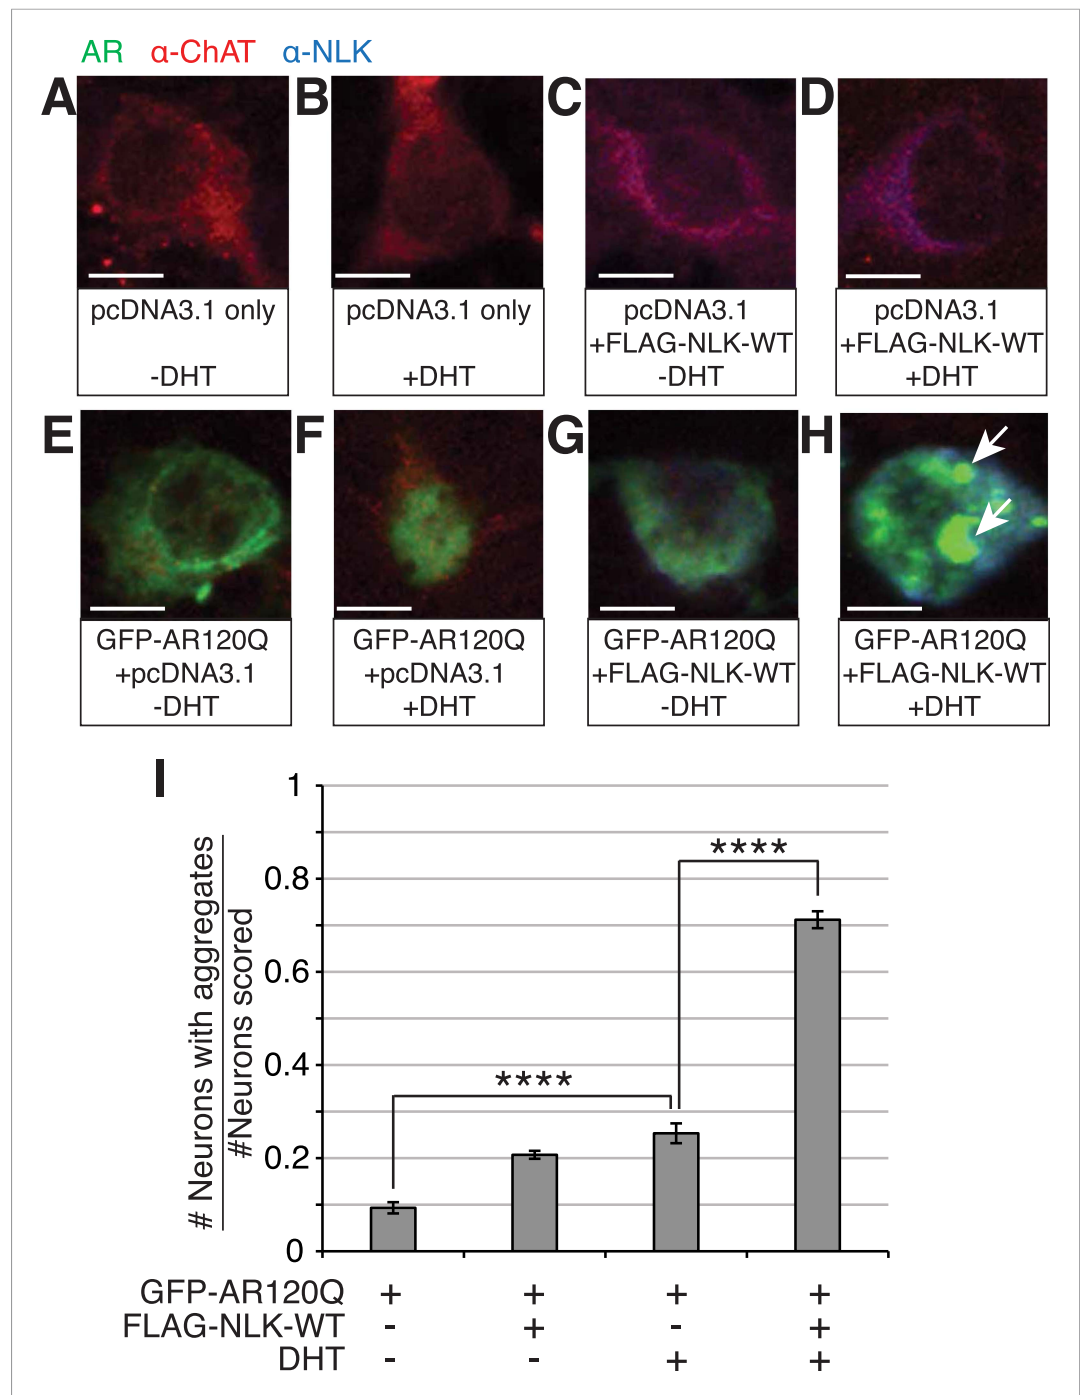 AR α-ChAT α-NLK
A B C D
pcDNA3.1 only
-DHT
pcDNA3.1 only
+DHT
pcDNA3.1
+FLAG-NLK-WT
-DHT
pcDNA3.1
+FLAG-NLK-WT
+DHT
E F G H
GFP-AR120Q
+pcDNA3.1
-DHT
GFP-AR120Q
+pcDNA3.1
+DHT
GFP-AR120Q
+FLAG-NLK-WT
-DHT
GFP-AR120Q
+FLAG-NLK-WT
+DHT
I
# Neurons with aggregates
#Neurons scored
1
0.8
0.6
0.4
0.2
0
****
****
GFP-AR120Q + + + +
FLAG-NLK-WT - + - +
DHT - - + +